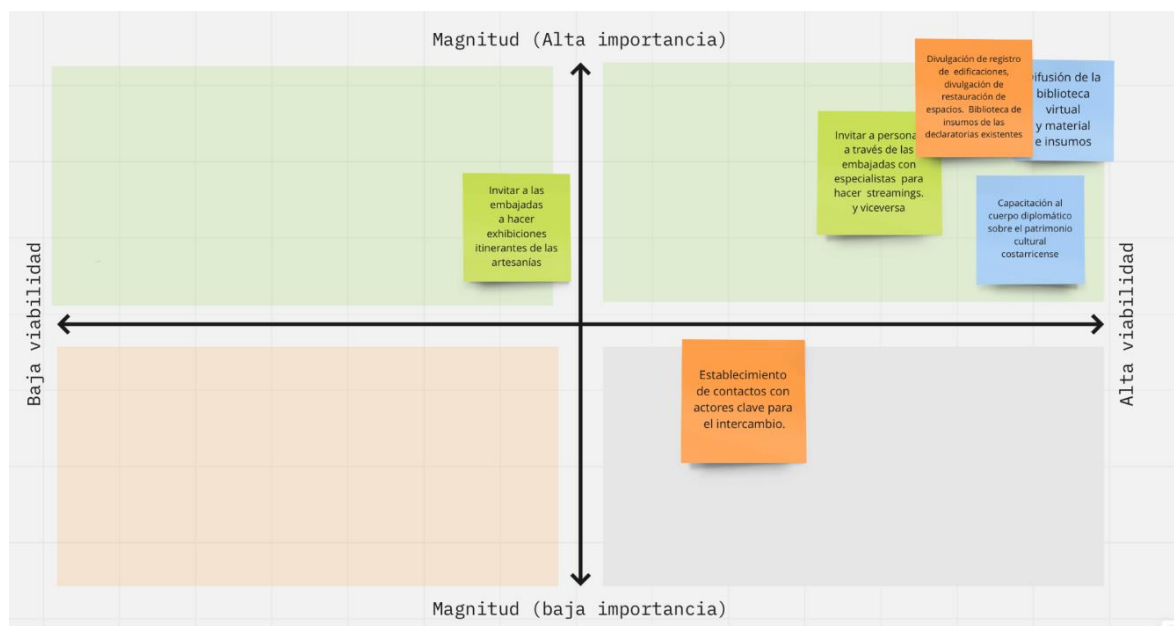 Magnitud (Alta importancia)
Divulgación de registro
de edificaciones,
divulgación de
restauración de
espacios. Biblioteca de
insumos de las
declaratorias existentes
de la
biblioteca
virtual
y material
insumos
Invitar a
a través de las
embajadas con
especialistas para
hacer streamings.
y viceversa
Invitar a las
embajadas
a hacer
exhibiciones
itinerantes de las
artesanías
Capacitación al
cuerpo diplomático
sobre el patrimonio
cultural
costarricense
Baja viabilidad
Alta viabilidad
Establecimiento
de contactos con
actores clave para
el intercambio.
Magnitud (baja importancia)